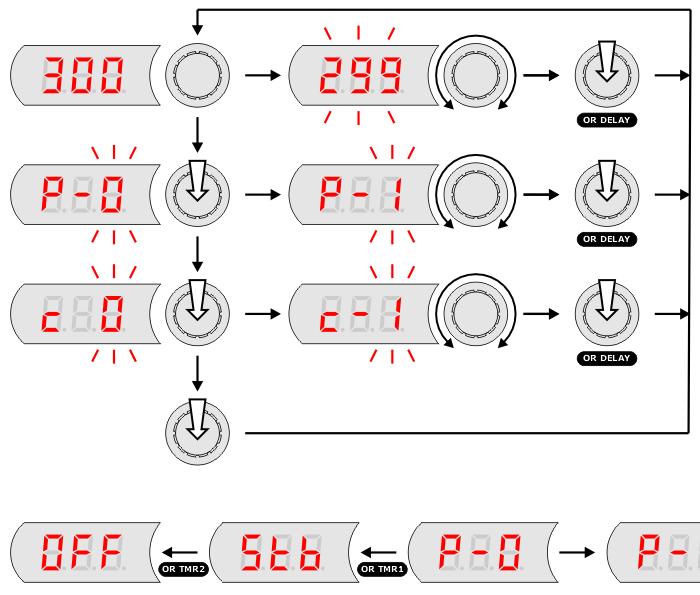 300 299
OR DELAY
P-0 P-1
OR DELAY
c 0 c-1
OR DELAY
OFF OR TMR2 Stb OR TMR1 P-0 P-